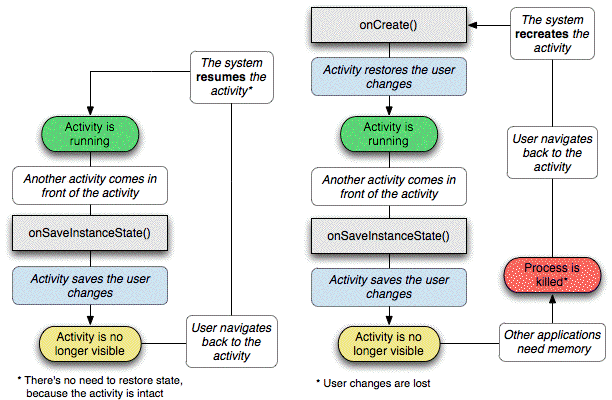 The system
resumes the
activity*
Activity is
running
Another activity comes in
front of the activity
onSaveInstanceState()
Activity saves the user
changes
Activity is no
longer visible
User navigates
back to the
activity
* There's no need to restore state,
because the activity is intact
onCreate()
Activity restores the user
changes
Activity is
running
Another activity comes in
front of the activity
onSaveInstanceState()
Activity saves the user
changes
Activity is no
longer visible
Other applications
need memory
Process is
killed*
User navigates
back to the
activity
The system
recreates the
activity
* User changes are lost